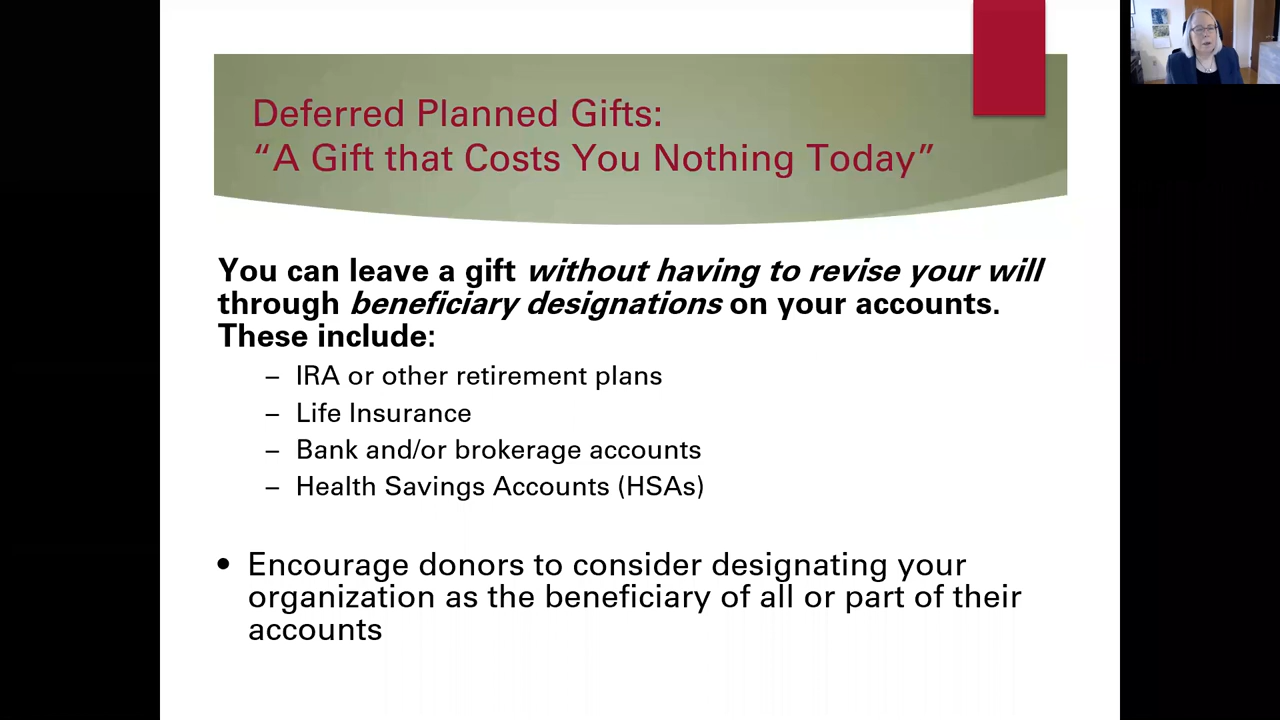 Deferred Planned Gifts:
“A Gift that Costs You Nothing Today”
You can leave a gift without having to revise your will
through beneficiary designations on your accounts.
These include:
– IRA or other retirement plans
– Life Insurance
– Bank and/or brokerage accounts
– Health Savings Accounts (HSAs)
• Encourage donors to consider designating your
organization as the beneficiary of all or part of their
accounts